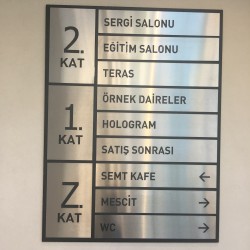 2.
KAT
SERGİ SALONU
EĞİTİM SALONU
TERAS
1.
KAT
ÖRNEK DAİRELER
HOLOGRAM
SATIŞ SONRASI
Z.
KAT
SEMT KAFE ←
MESCİT →
WC →